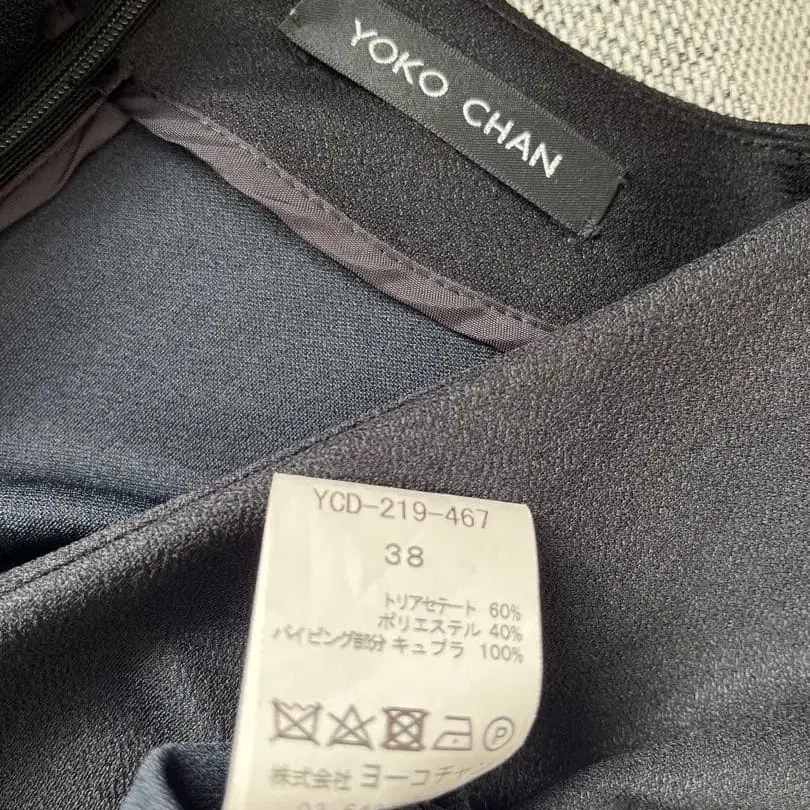 YOKO CHAN
YCD-219-467
38
トリアセテート 60%
ポリエステル 40%
パイピング部分 キュプラ 100%
株式会社 ヨーコチャン